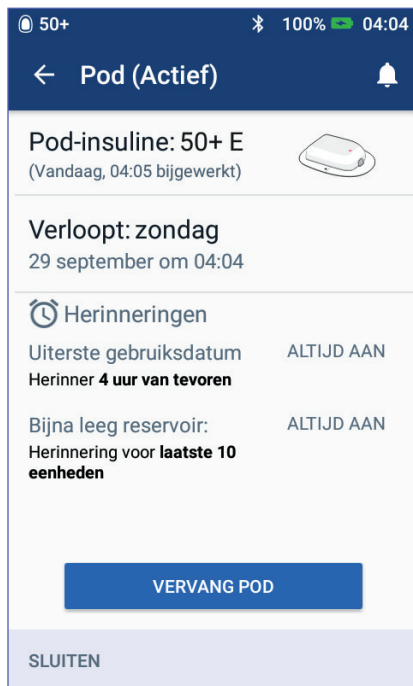 50+ 100% 04:04
Pod (Actief)
Pod-insuline: 50+ E
(Vandaag, 04:05 bijgewerkt)
Verloopt: zondag
29 september om 04:04
Herinneringen
Uiterste gebruiksdatum ALTIJD AAN
Herinner 4 uur van tevoren
Bijna leeg reservoir: ALTIJD AAN
Herinnering voor laatste 10
eenheden
VERVANG POD
SLUITEN